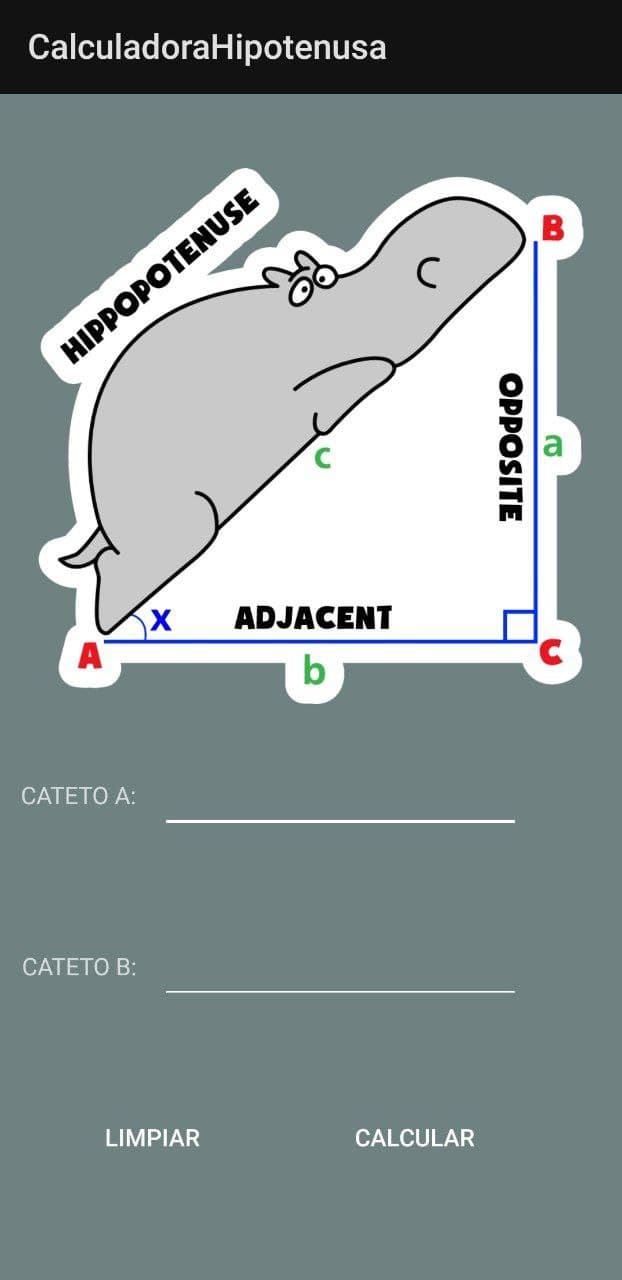 CalculadoraHipotenusa
HIPPOPOTENUSE
B
OPPOSITE
a
c
x
ADJACENT
A
C
b
CATETO A:
CATETO B:
LIMPIAR
CALCULAR